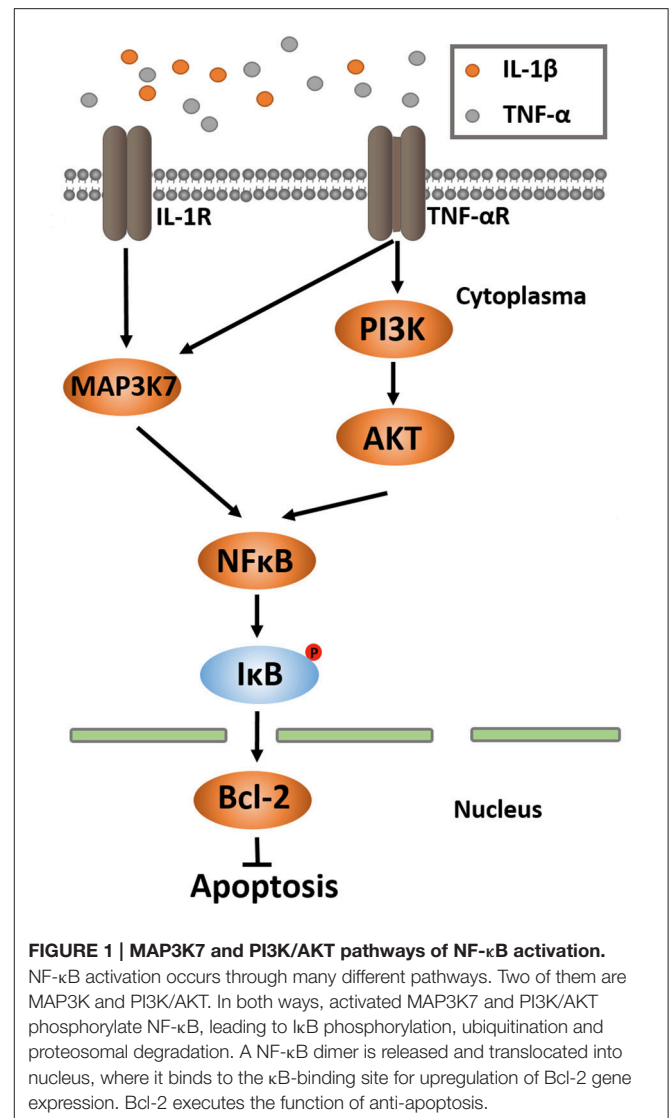 IL-1β
TNF-α
IL-1R
TNF-αR
Cytoplasma
PI3K
MAP3K7
AKT
NFκB
IκB
P
Bcl-2
Nucleus
Apoptosis
FIGURE 1 | MAP3K7 and PI3K/AKT pathways of NF-κB activation.
NF-κB activation occurs through many different pathways. Two of them are
MAP3K and PI3K/AKT. In both ways, activated MAP3K7 and PI3K/AKT
phosphorylate NF-κB, leading to IκB phosphorylation, ubiquitination and
proteosomal degradation. A NF-κB dimer is released and translocated into
nucleus, where it binds to the κB-binding site for upregulation of Bcl-2 gene
expression. Bcl-2 executes the function of anti-apoptosis.